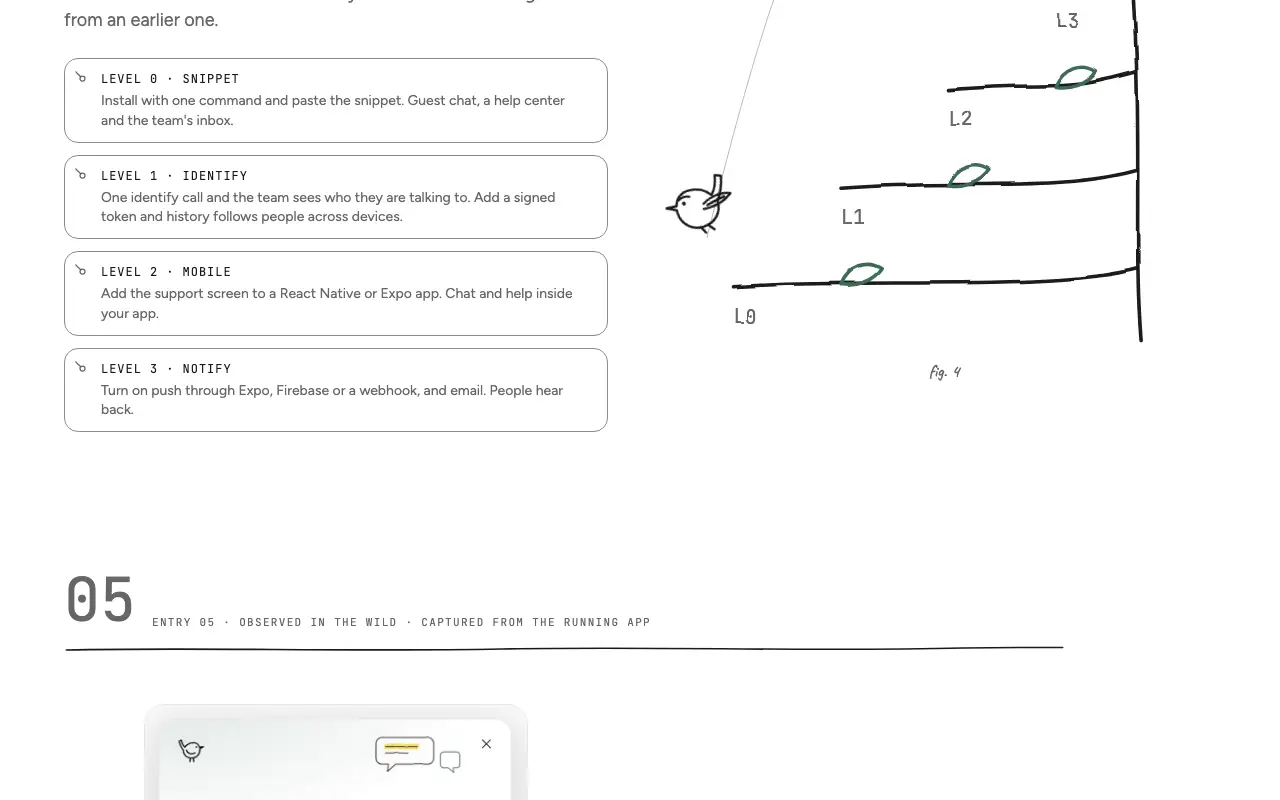 from an earlier one.
LEVEL 0 · SNIPPET
Install with one command and paste the snippet. Guest chat, a help center
and the team's inbox.
LEVEL 1 · IDENTIFY
One identify call and the team sees who they are talking to. Add a signed
token and history follows people across devices.
LEVEL 2 · MOBILE
Add the support screen to a React Native or Expo app. Chat and help inside
your app.
LEVEL 3 · NOTIFY
Turn on push through Expo, Firebase or a webhook, and email. People hear
back.
L3
L2
L1
L0
fig. 4
05
ENTRY 05 · OBSERVED IN THE WILD · CAPTURED FROM THE RUNNING APP